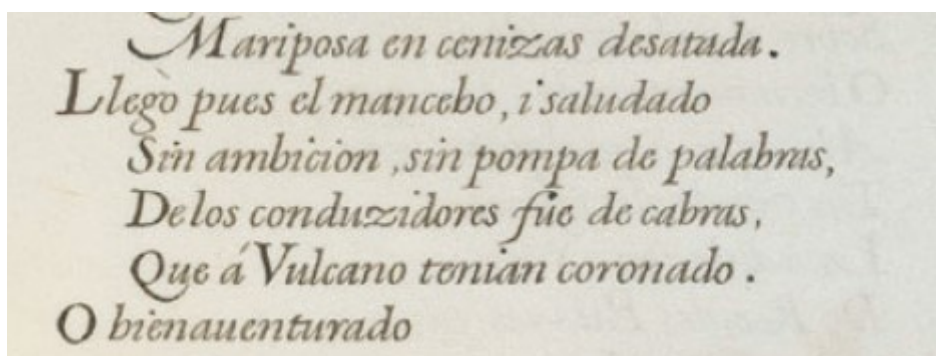 Mariposa en cenizas desatada.
Llegò pues el mancebo, i saludado
Sin ambicion, sin pompa de palabras,
De los conduzidores fúe de cabras,
Que á Vulcano tenian coronado.
O bienauenturado